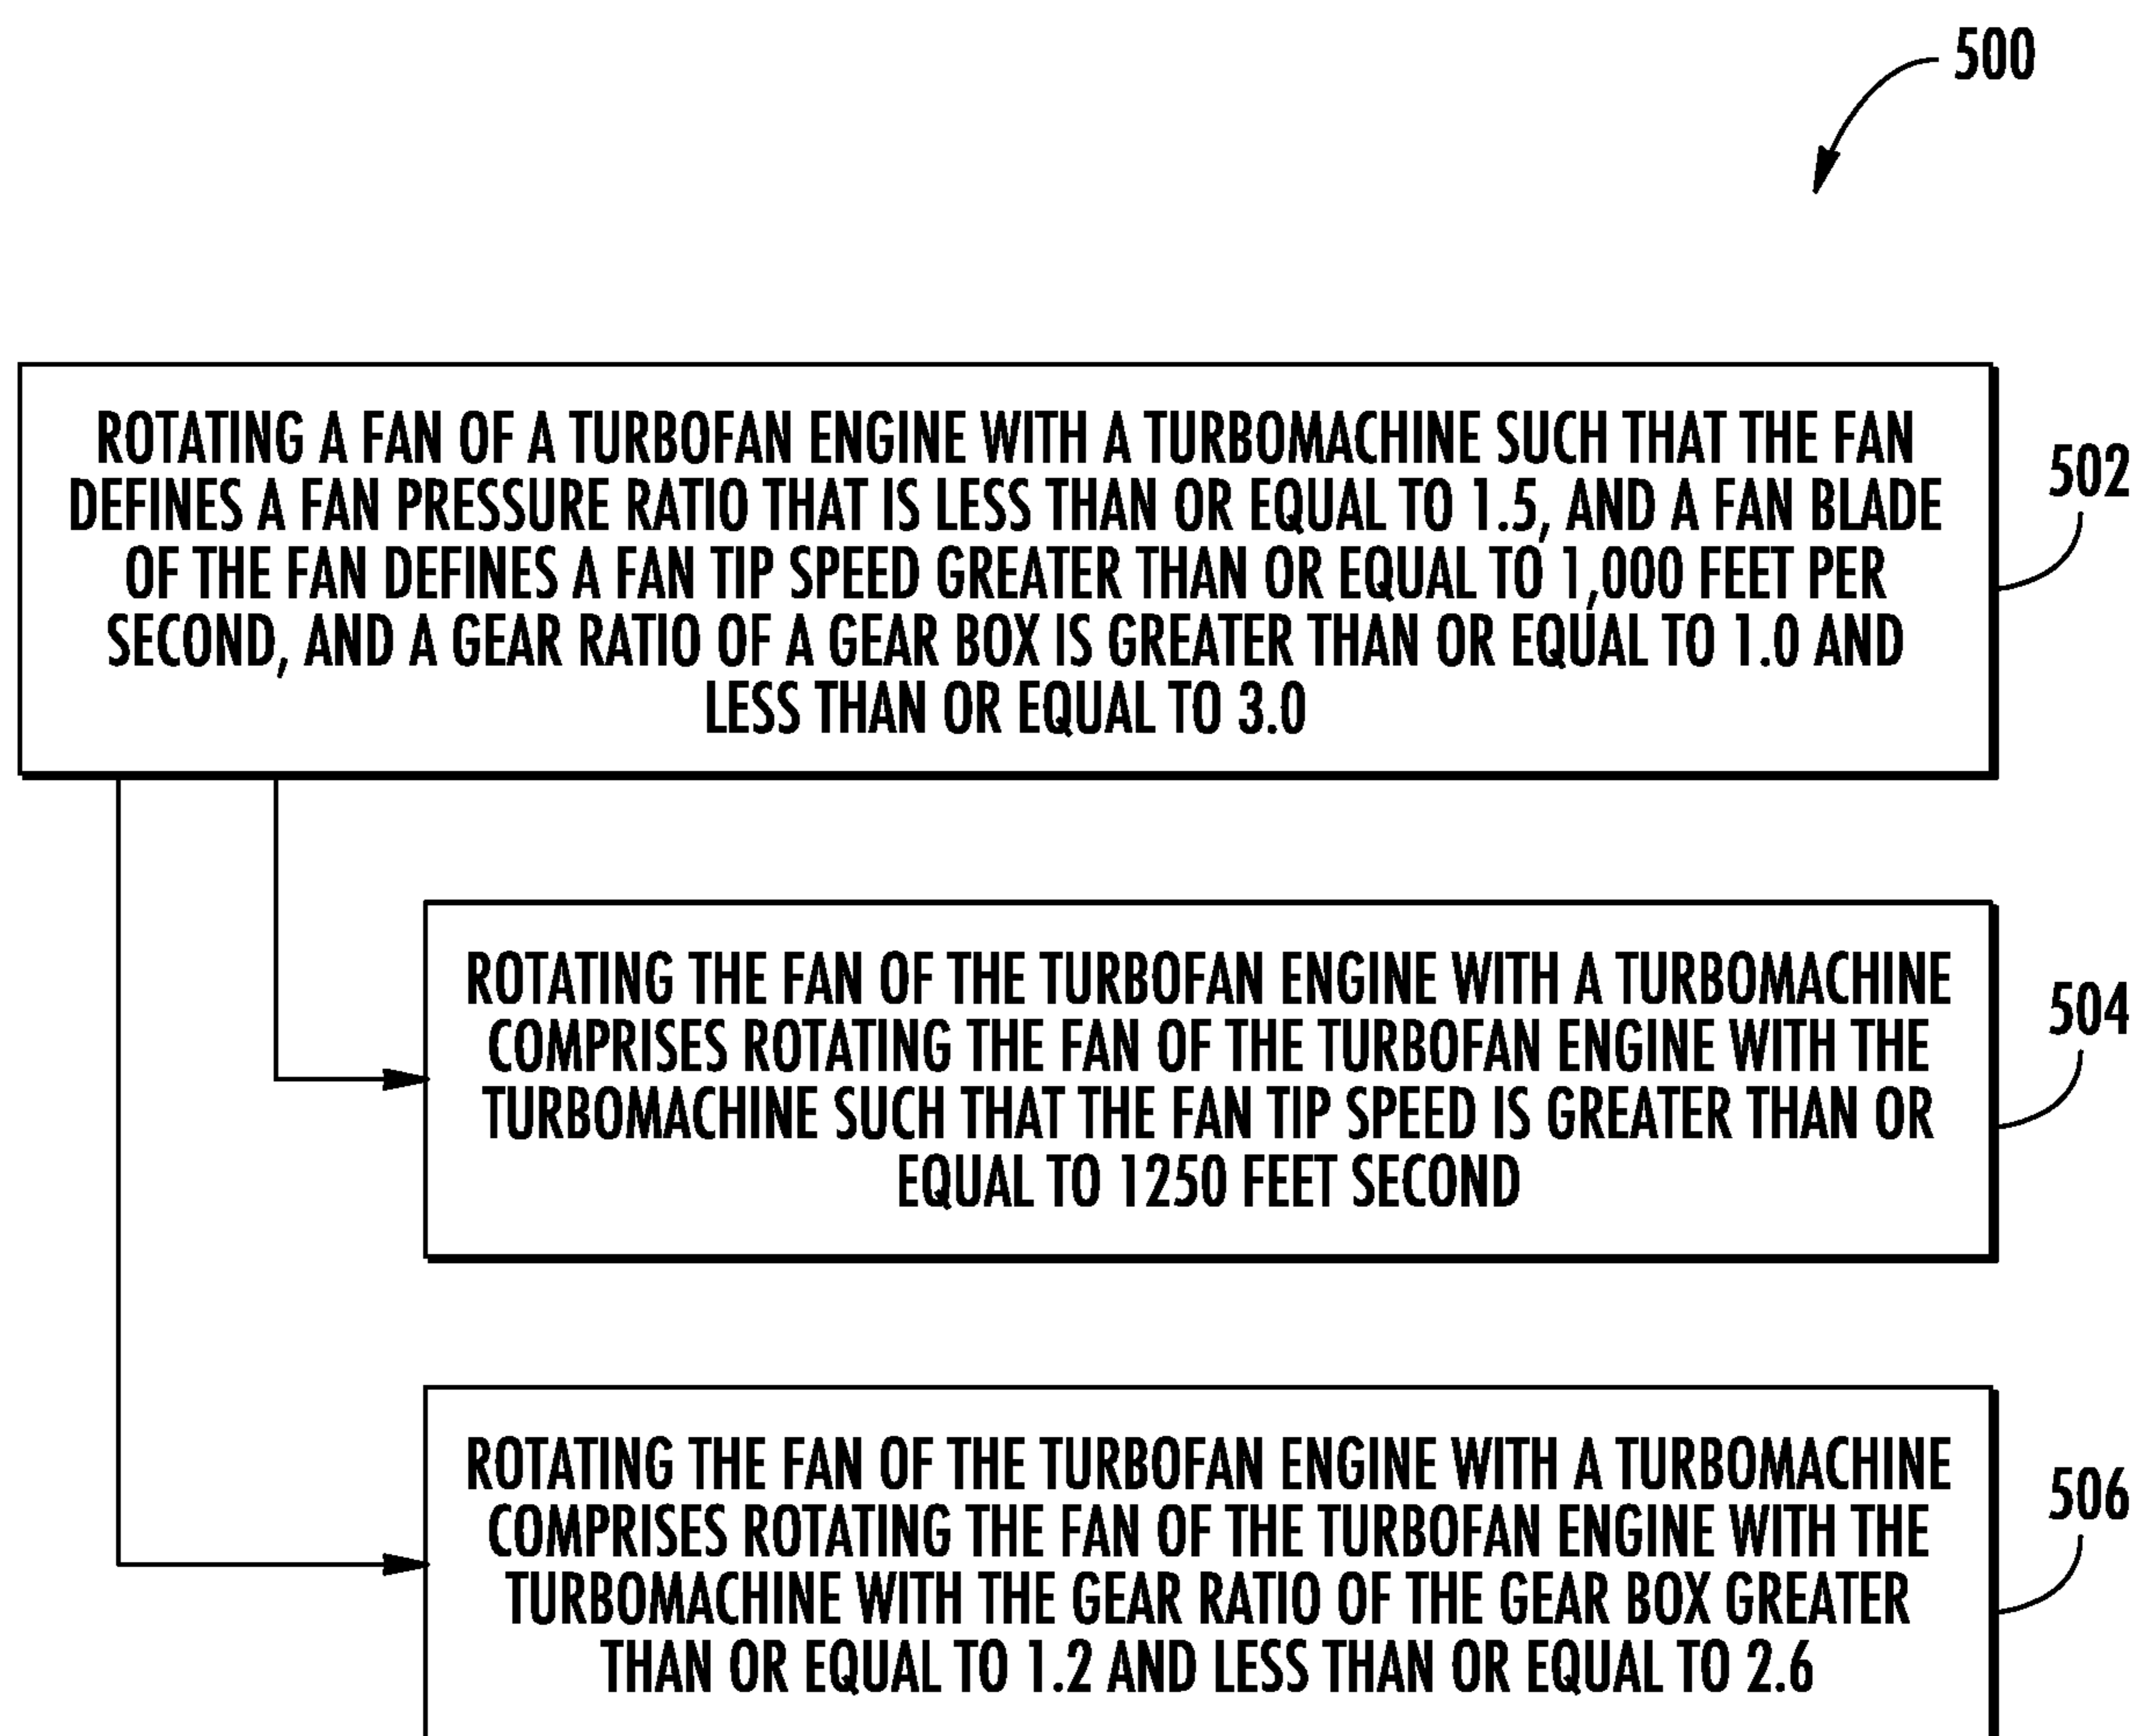 500
ROTATING A FAN OF A TURBOFAN ENGINE WITH A TURBOMACHINE SUCH THAT THE FAN
DEFINES A FAN PRESSURE RATIO THAT IS LESS THAN OR EQUAL TO 1.5, AND A FAN BLADE
OF THE FAN DEFINES A FAN TIP SPEED GREATER THAN OR EQUAL TO 1,000 FEET PER
SECOND, AND A GEAR RATIO OF A GEAR BOX IS GREATER THAN OR EQUAL TO 1.0 AND
LESS THAN OR EQUAL TO 3.0
502
ROTATING THE FAN OF THE TURBOFAN ENGINE WITH A TURBOMACHINE
COMPRISES ROTATING THE FAN OF THE TURBOFAN ENGINE WITH THE
TURBOMACHINE SUCH THAT THE FAN TIP SPEED IS GREATER THAN OR
EQUAL TO 1250 FEET SECOND
504
ROTATING THE FAN OF THE TURBOFAN ENGINE WITH A TURBOMACHINE
COMPRISES ROTATING THE FAN OF THE TURBOFAN ENGINE WITH THE
TURBOMACHINE WITH THE GEAR RATIO OF THE GEAR BOX GREATER
THAN OR EQUAL TO 1.2 AND LESS THAN OR EQUAL TO 2.6
506